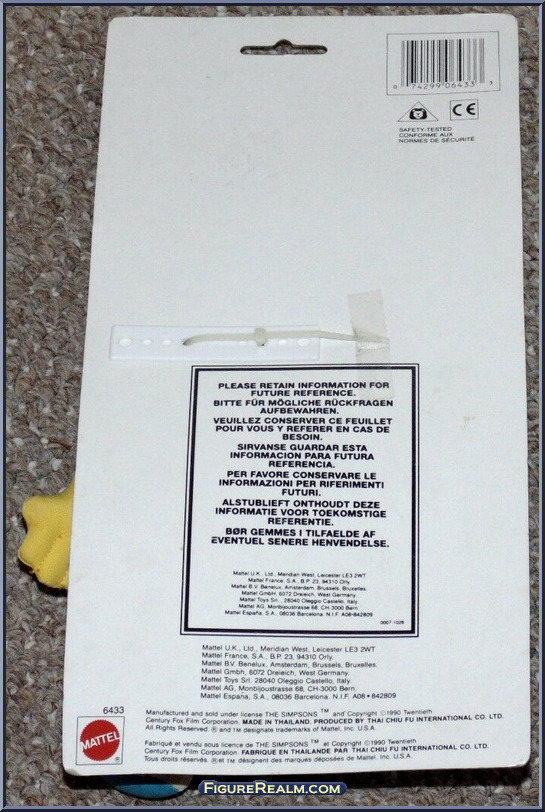 0 74299 06433 3
CE
SAFETY-TESTED
CONFORME AUX
NORMES DE SÉCURITÉ
PLEASE RETAIN INFORMATION FOR
FUTURE REFERENCE.
BITTE FÜR MÖGLICHE RÜCKFRAGEN
AUFBEWAHREN.
VEUILLEZ CONSERVER CE FEUILLET
POUR VOUS Y REFERER EN CAS DE
BESOIN.
SIRVANSE GUARDAR ESTA
INFORMACION PARA FUTURA
REFERENCIA.
PER FAVORE CONSERVARE LE
INFORMAZIONI PER RIFERIMENTI
FUTURI.
ALSTUBLIEFT ONTHOUDT DEZE
INFORMATIE VOOR TOEKOMSTIGE
REFERENTIE.
BØR GEMMES I TILFAELDE AF
EVENTUEL SENERE HENVENDELSE.
Mattel U.K., Ltd., Meridian West, Leicester LE3 2WT
Mattel France, S.A., B.P. 23, 94310 Orly.
Mattel B.V. Benelux, Amsterdam, Brussels, Bruxelles.
Mattel GmbH, 6072 Dreieich, West Germany
Mattel Toys Srl., 28040 Oleggio Castello, Italy.
Mattel AG, Monbijoustrasse 68, CH-3000 Bern.
Mattel España, S.A., 08036 Barcelona. N.I.F. A08-842809
0007-1028
Mattel U.K., Ltd., Meridian West, Leicester LE3 2WT
Mattel France, S.A., B.P. 23, 94310 Orly.
Mattel B.V. Benelux, Amsterdam, Brussels, Bruxelles.
Mattel Gmbh, 6072 Dreieich, West Germany
Mattel Toys Srl. 28040 Oleggio Castello, Italy.
Mattel AG, Monbijoustrasse 68, CH-3000 Bern.
Mattel España, S.A., 08036 Barcelona, N.I.F. A08 • 842809
6433
MATTEL
Manufactured and sold under license THE SIMPSONS ™ and Copyright ©1990 Twentieth
Century Fox Film Corporation. MADE IN THAILAND. PRODUCED BY THAI CHIU FU INTERNATIONAL CO. LTD.
All Rights Reserved. ® and TM designate trademarks of Mattel, Inc.
Fabriqué et vendu sous licence de THE SIMPSONS ™ et Copyright ©1990 Twentieth
Century Fox Film Corporation. FABRIQUE EN THAILANDE PAR THAI CHIU FU INTERNATIONAL CO. LTD.
Tous droits réservés. ® et TM désignent des marques déposées de Mattel, Inc.
FIGUREREALM.COM